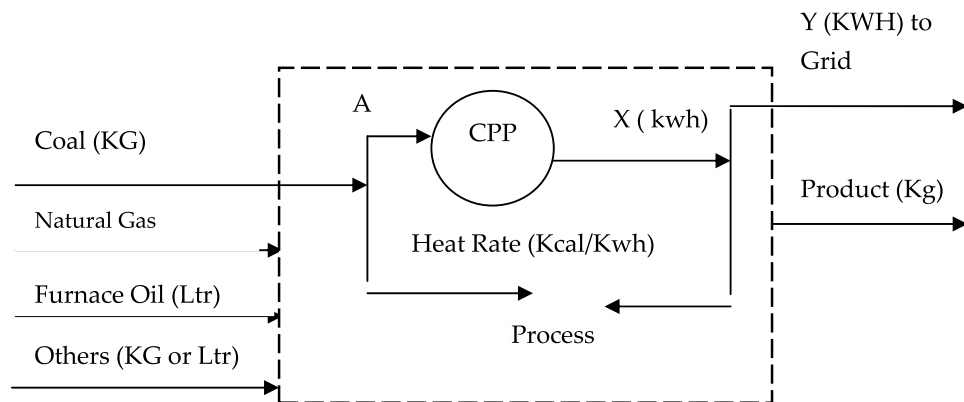 Y (KWH) to
Grid
A
CPP
X ( kwh)
Coal (KG)
Product (Kg)
Natural Gas
Heat Rate (Kcal/Kwh)
Furnace Oil (Ltr)
Process
Others (KG or Ltr)